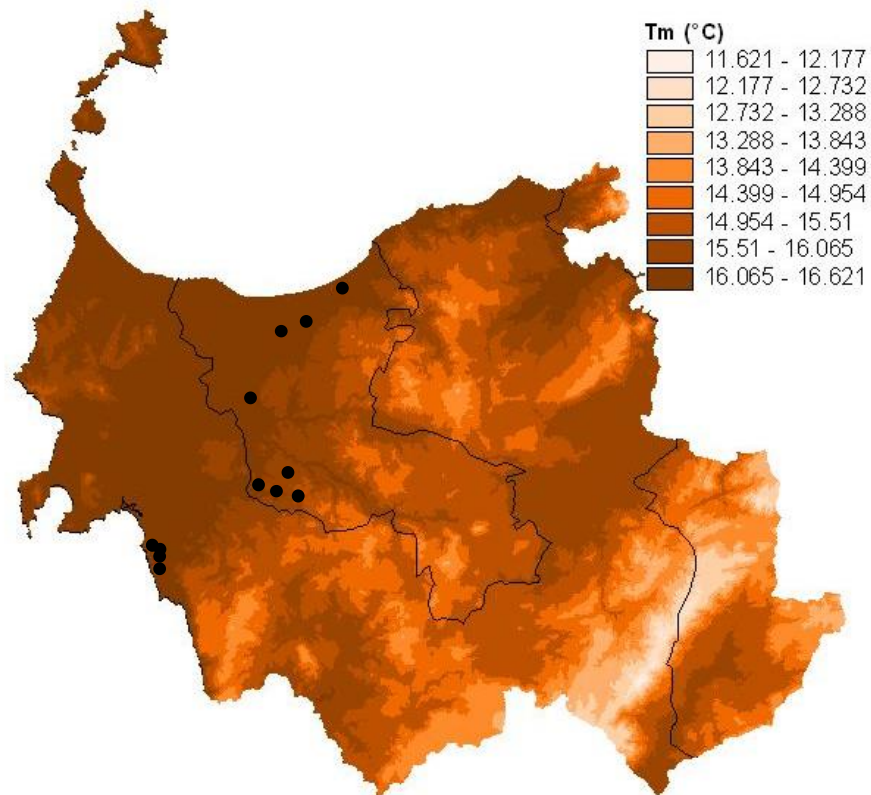 Tm (°C)
11.621 - 12.177
12.177 - 12.732
12.732 - 13.288
13.288 - 13.843
13.843 - 14.399
14.399 - 14.954
14.954 - 15.51
15.51 - 16.065
16.065 - 16.621